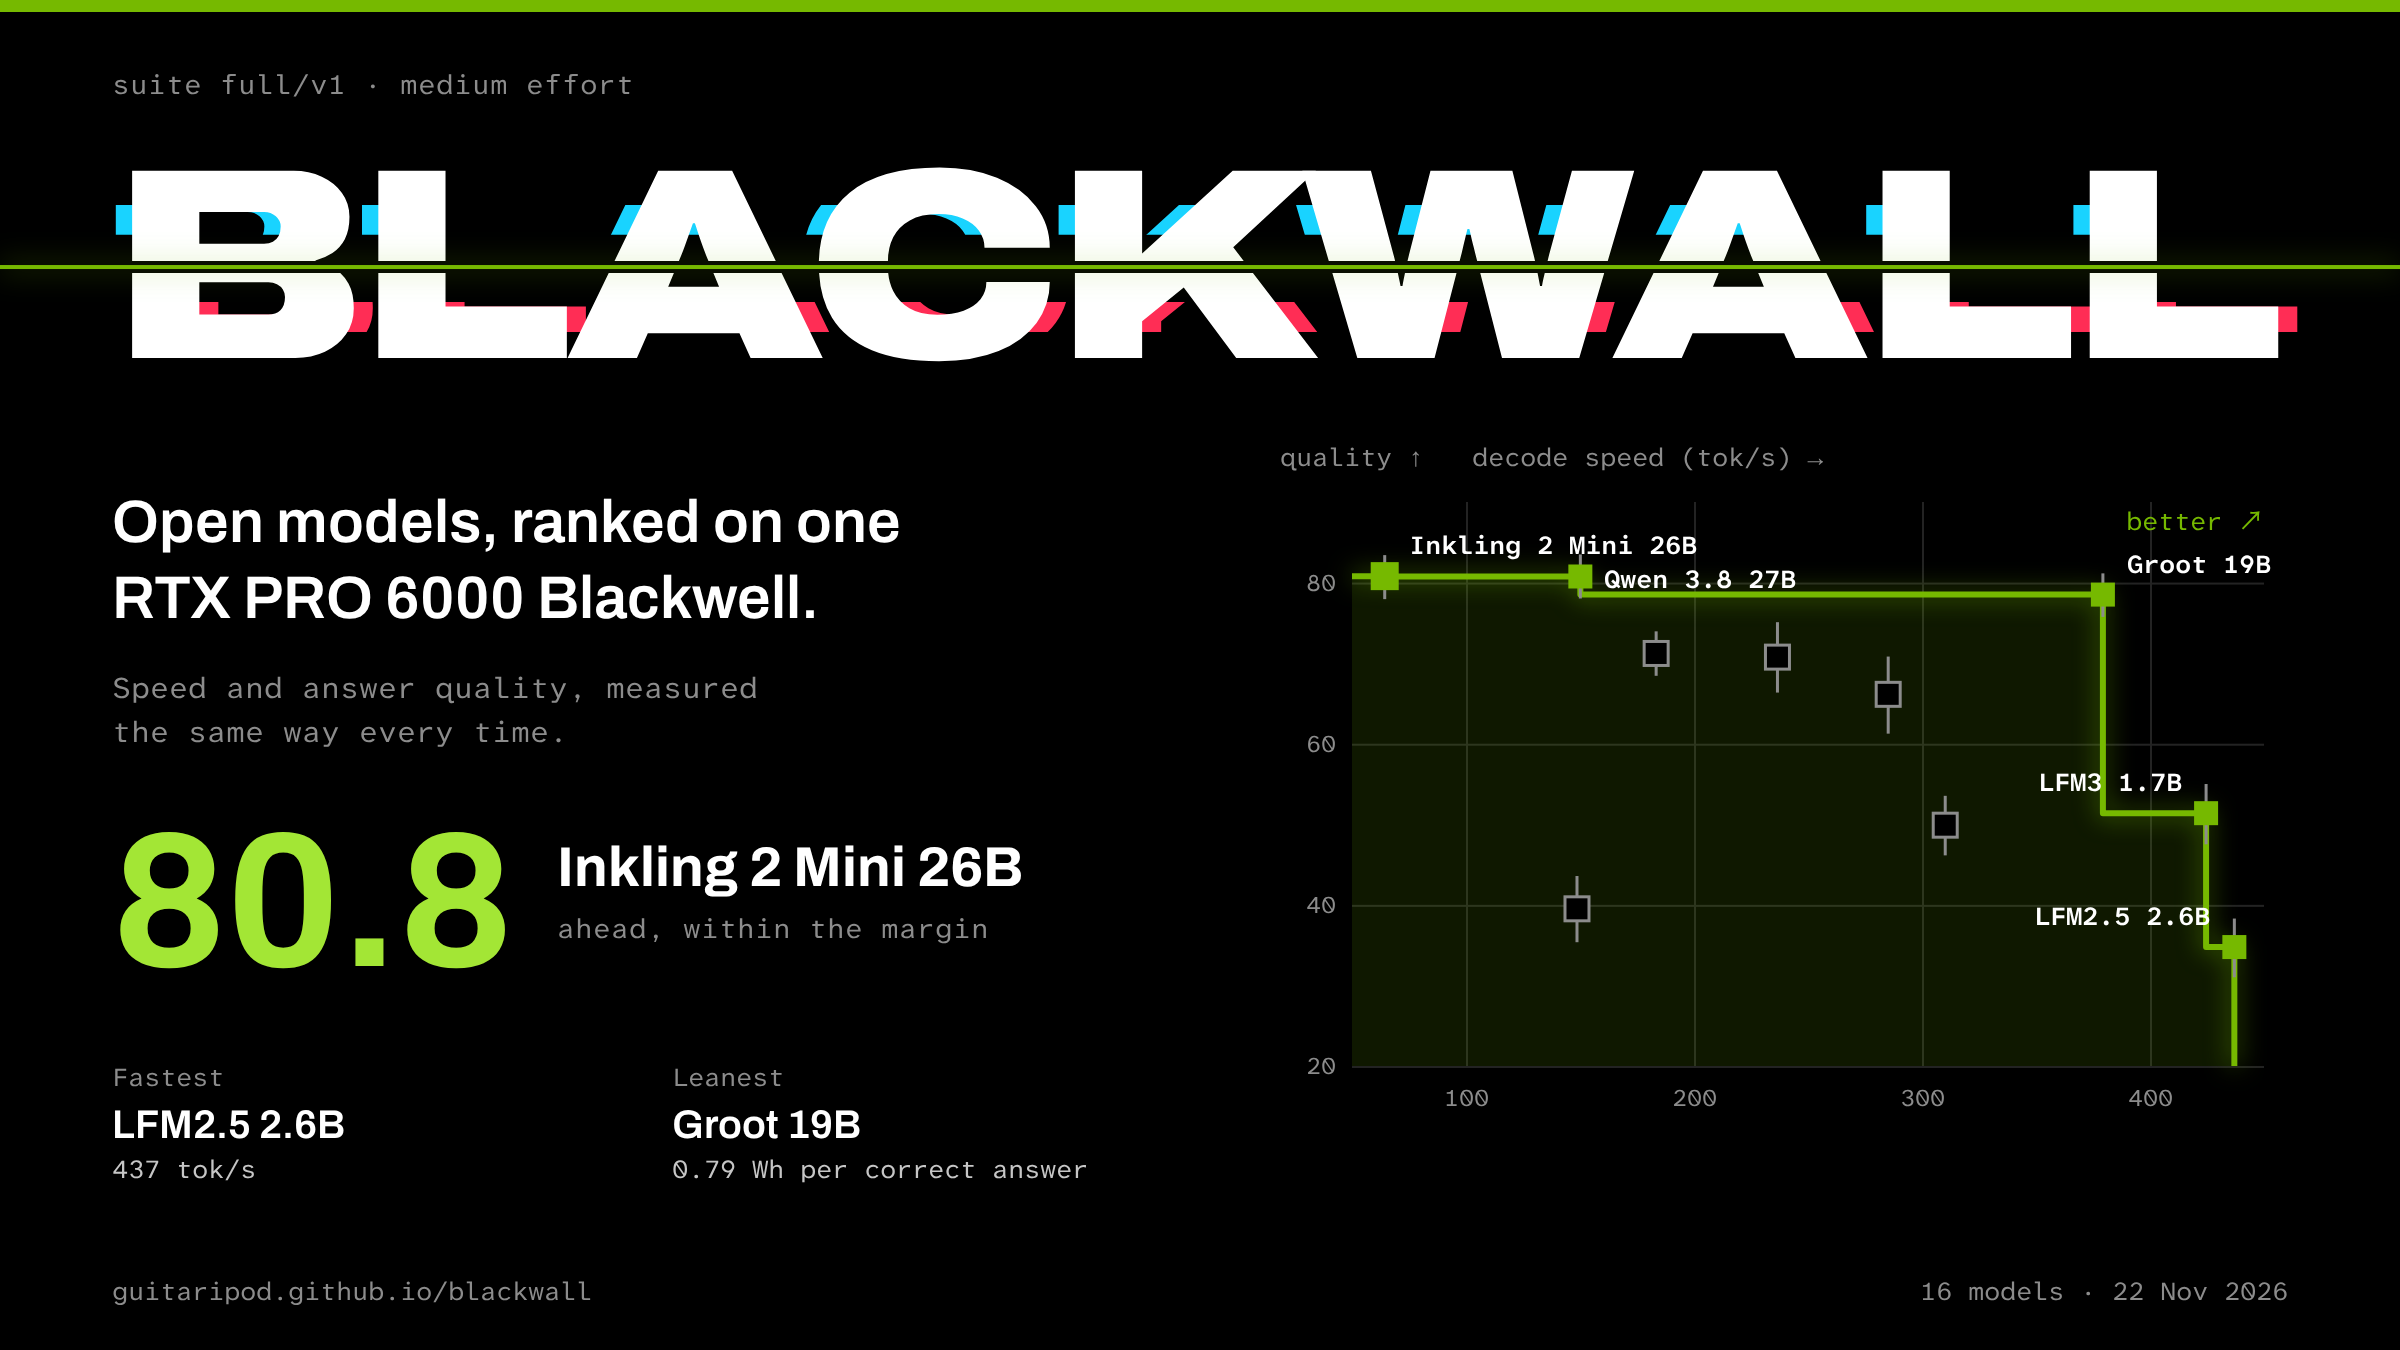 suite full/v1 · medium effort
BLACKWALL
Open models, ranked on one
RTX PRO 6000 Blackwell.
Speed and answer quality, measured
the same way every time.
80.8
Inkling 2 Mini 26B
ahead, within the margin
Fastest
LFM2.5 2.6B
437 tok/s
Leanest
Groot 19B
0.79 Wh per correct answer
quality ↑ decode speed (tok/s) →
better ↗
Inkling 2 Mini 26B
Groot 19B
Qwen 3.8 27B
80
60
LFM3 1.7B
40
LFM2.5 2.6B
20
100 200 300 400
guitaripod.github.io/blackwall
16 models · 22 Nov 2026